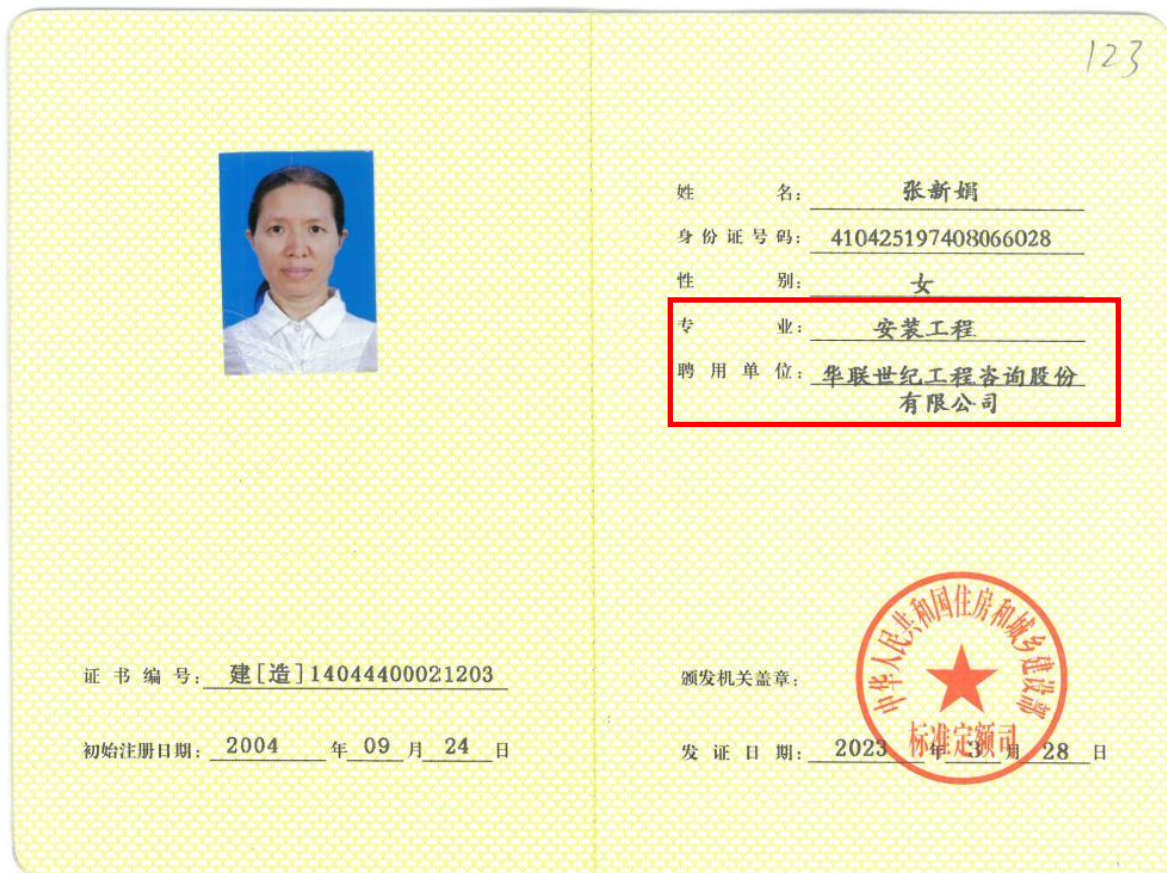 123
姓 名: 张新娟
身份证号码: 410425197408066028
性 别: 女
专 业: 安装工程
聘用单位: 华联世纪工程咨询股份
有限公司
证书编号: 建[造]14044400021203
颁发机关盖章:
中华人民共和国住房和城乡建设部
标准定额司
初始注册日期: 2004 年 09 月 24 日
发证日期: 2023 年 3 月 28 日